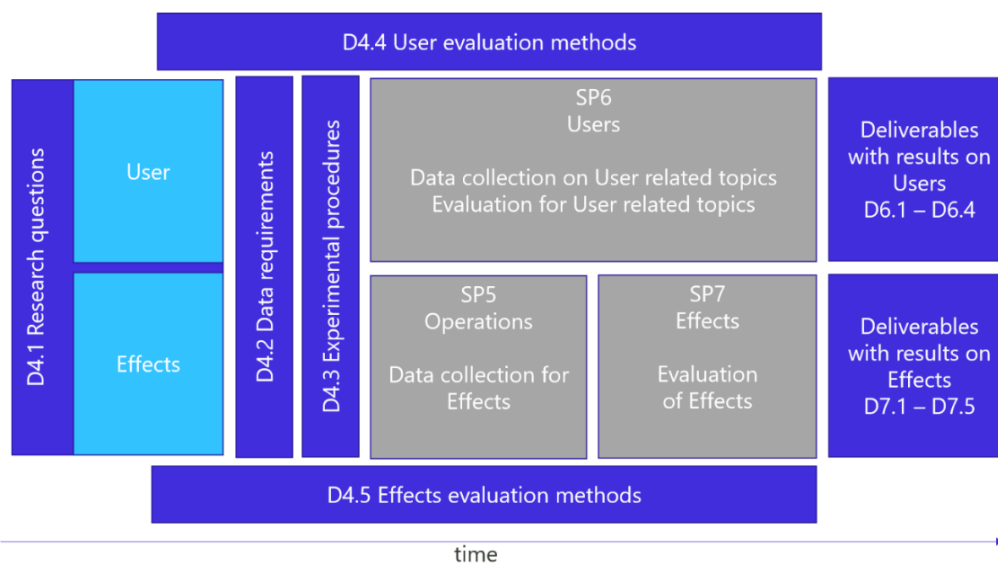 D4.4 User evaluation methods
D4.1 Research questions
User
Effects
D4.2 Data requirements
D4.3 Experimental procedures
SP6
Users
Data collection on User related topics
Evaluation for User related topics
SP5
Operations
Data collection for
Effects
SP7
Effects
Evaluation
of Effects
Deliverables
with results on
Users
D6.1 – D6.4
Deliverables
with results on
Effects
D7.1 – D7.5
D4.5 Effects evaluation methods
time